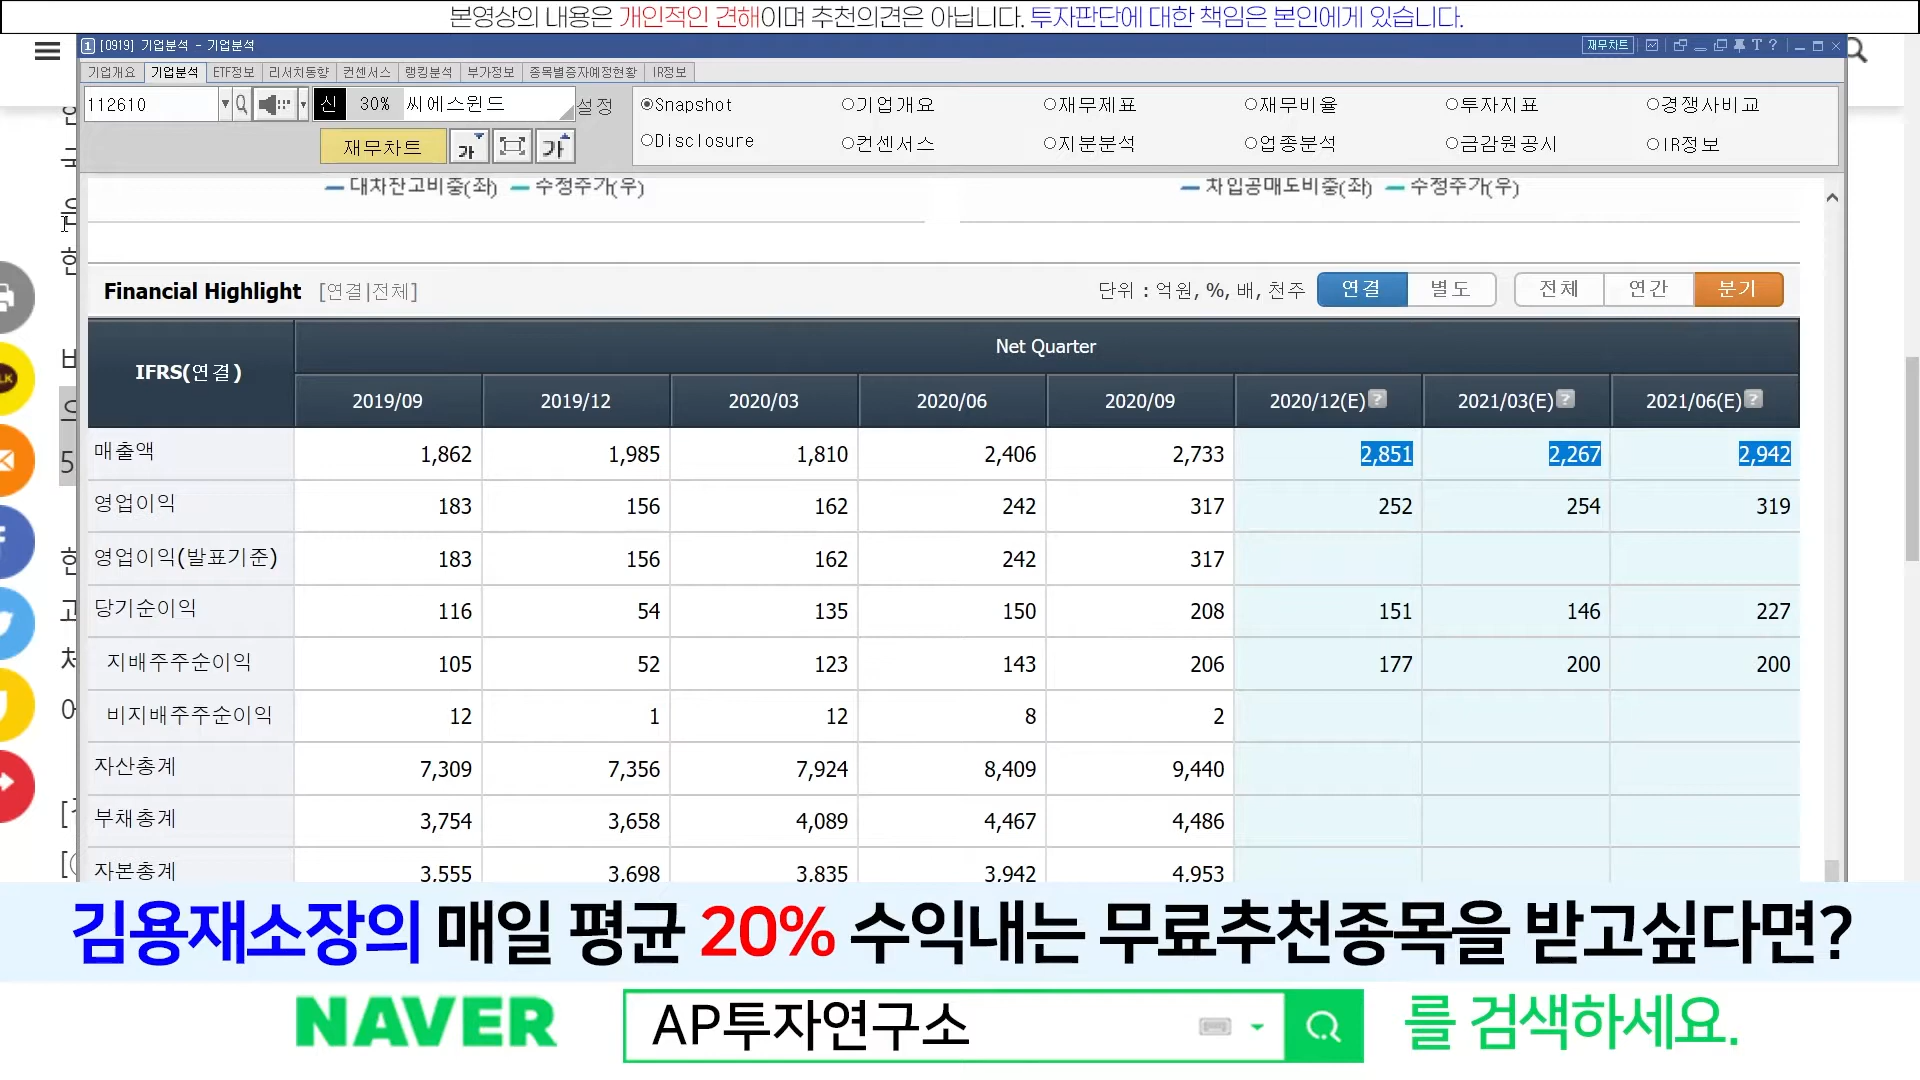 본영상의 내용은 개인적인 견해이며 추천의견은 아닙니다. 투자판단에 대한 책임은 본인에게 있습니다.
1 [0919] 기업분석 - 기업분석 재무차트
기업개요 기업분석 ETF정보 리서치동향 컨센서스 랭킹분석 부가정보 종목별증자예정현황 IR정보
112610 신 30% 씨에스윈드 설정
Snapshot 기업개요 재무제표 재무비율 투자지표 경쟁사비교
재무차트 가 가
Disclosure 컨센서스 지분분석 업종분석 금감원공시 IR정보
대차잔고비중(좌) 수정주가(우) 차입공매도비중(좌) 수정주가(우)
Financial Highlight [연결|전체] 단위 : 억원, %, 배, 천주 연결 별도 전체 연간 분기
IFRS(연결) Net Quarter
2019/09 2019/12 2020/03 2020/06 2020/09 2020/12(E) 2021/03(E) 2021/06(E)
매출액 1,862 1,985 1,810 2,406 2,733 2,851 2,267 2,942
영업이익 183 156 162 242 317 252 254 319
영업이익(발표기준) 183 156 162 242 317
당기순이익 116 54 135 150 208 151 146 227
지배주주순이익 105 52 123 143 206 177 200 200
비지배주주순이익 12 1 12 8 2
자산총계 7,309 7,356 7,924 8,409 9,440
부채총계 3,754 3,658 4,089 4,467 4,486
자본총계 3,555 3,698 3,835 3,942 4,953
김용재소장의 매일 평균 20% 수익내는 무료추천종목을 받고싶다면?
NAVER AP투자연구소 를 검색하세요.